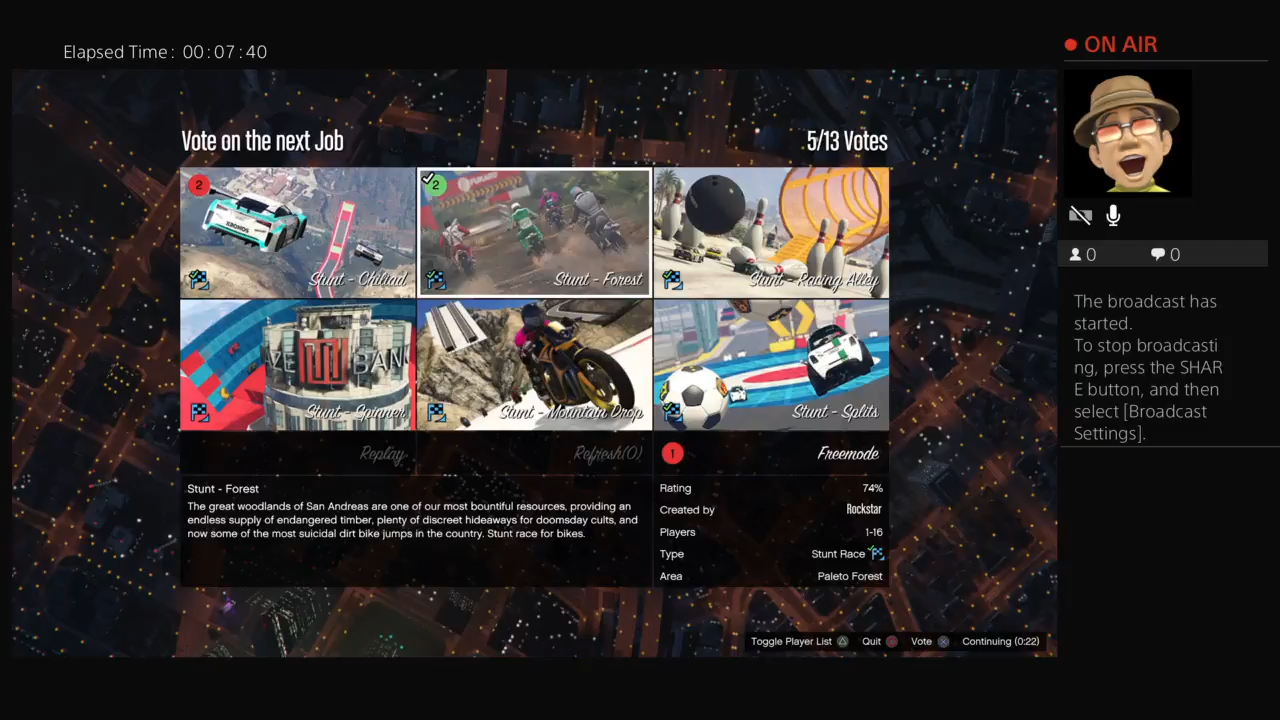 Elapsed Time: 00:07:40
ON AIR
Vote on the next Job
5/13 Votes
2
2
FUKARU
KRONOS
Stunt - Chiliad
Stunt - Forest
Stunt - Racing Alley
AZE BAN
Stunt - Spinner
Stunt - Mountain Drop
Stunt - Splits
Replay
Refresh(0)
1
Freemode
Stunt - Forest
The great woodlands of San Andreas are one of our most bountiful resources, providing an
endless supply of endangered timber, plenty of discreet hideaways for doomsday cults, and
now some of the most suicidal dirt bike jumps in the country. Stunt race for bikes.
Rating 74%
Created by Rockstar
Players 1-16
Type Stunt Race
Area Paleto Forest
Toggle Player List Quit Vote Continuing (0:22)
0 0
The broadcast has
started.
To stop broadcasti
ng, press the SHAR
E button, and then
select [Broadcast
Settings].